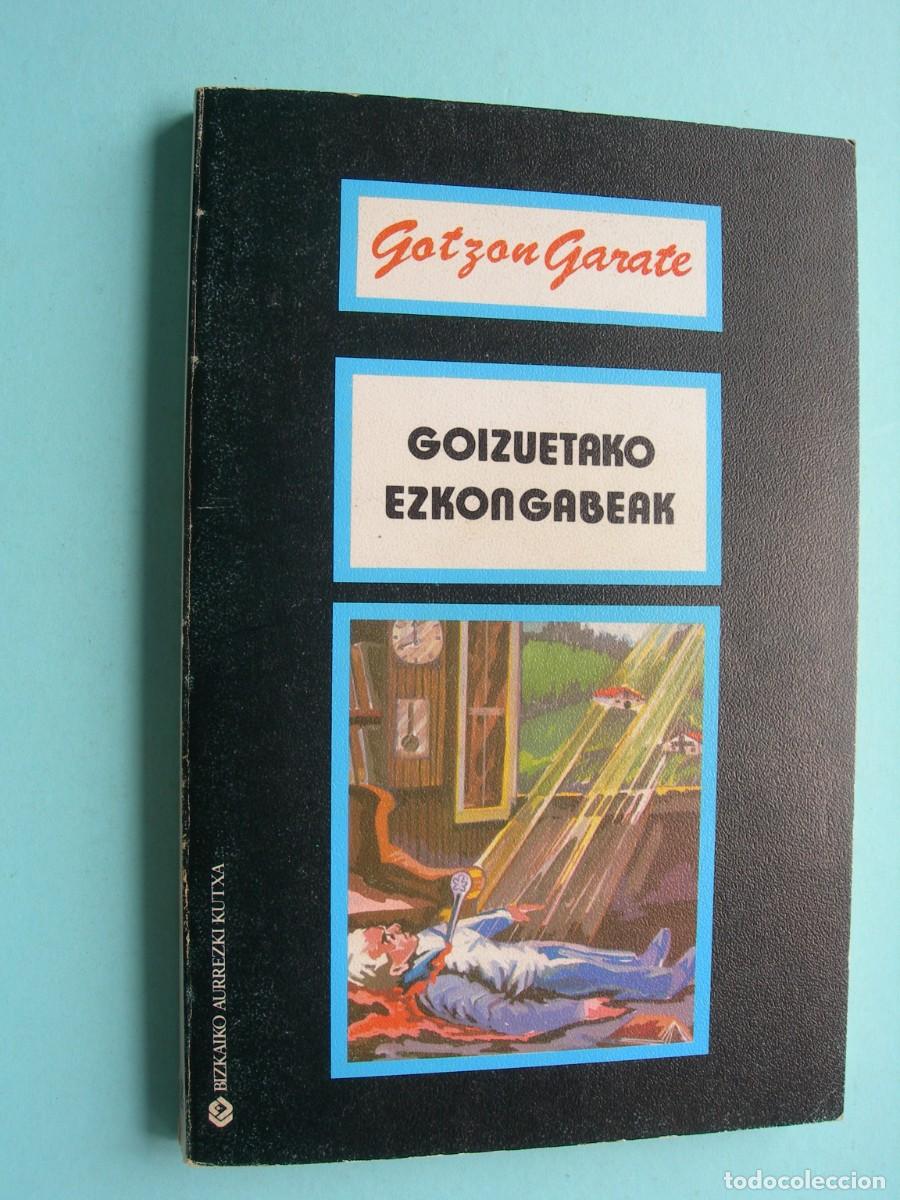 Gotzon Garate
GOIZUETAKO
EZKONGABEAK
BIZKAIKO AURREZKI KUTXA
todocoleccion